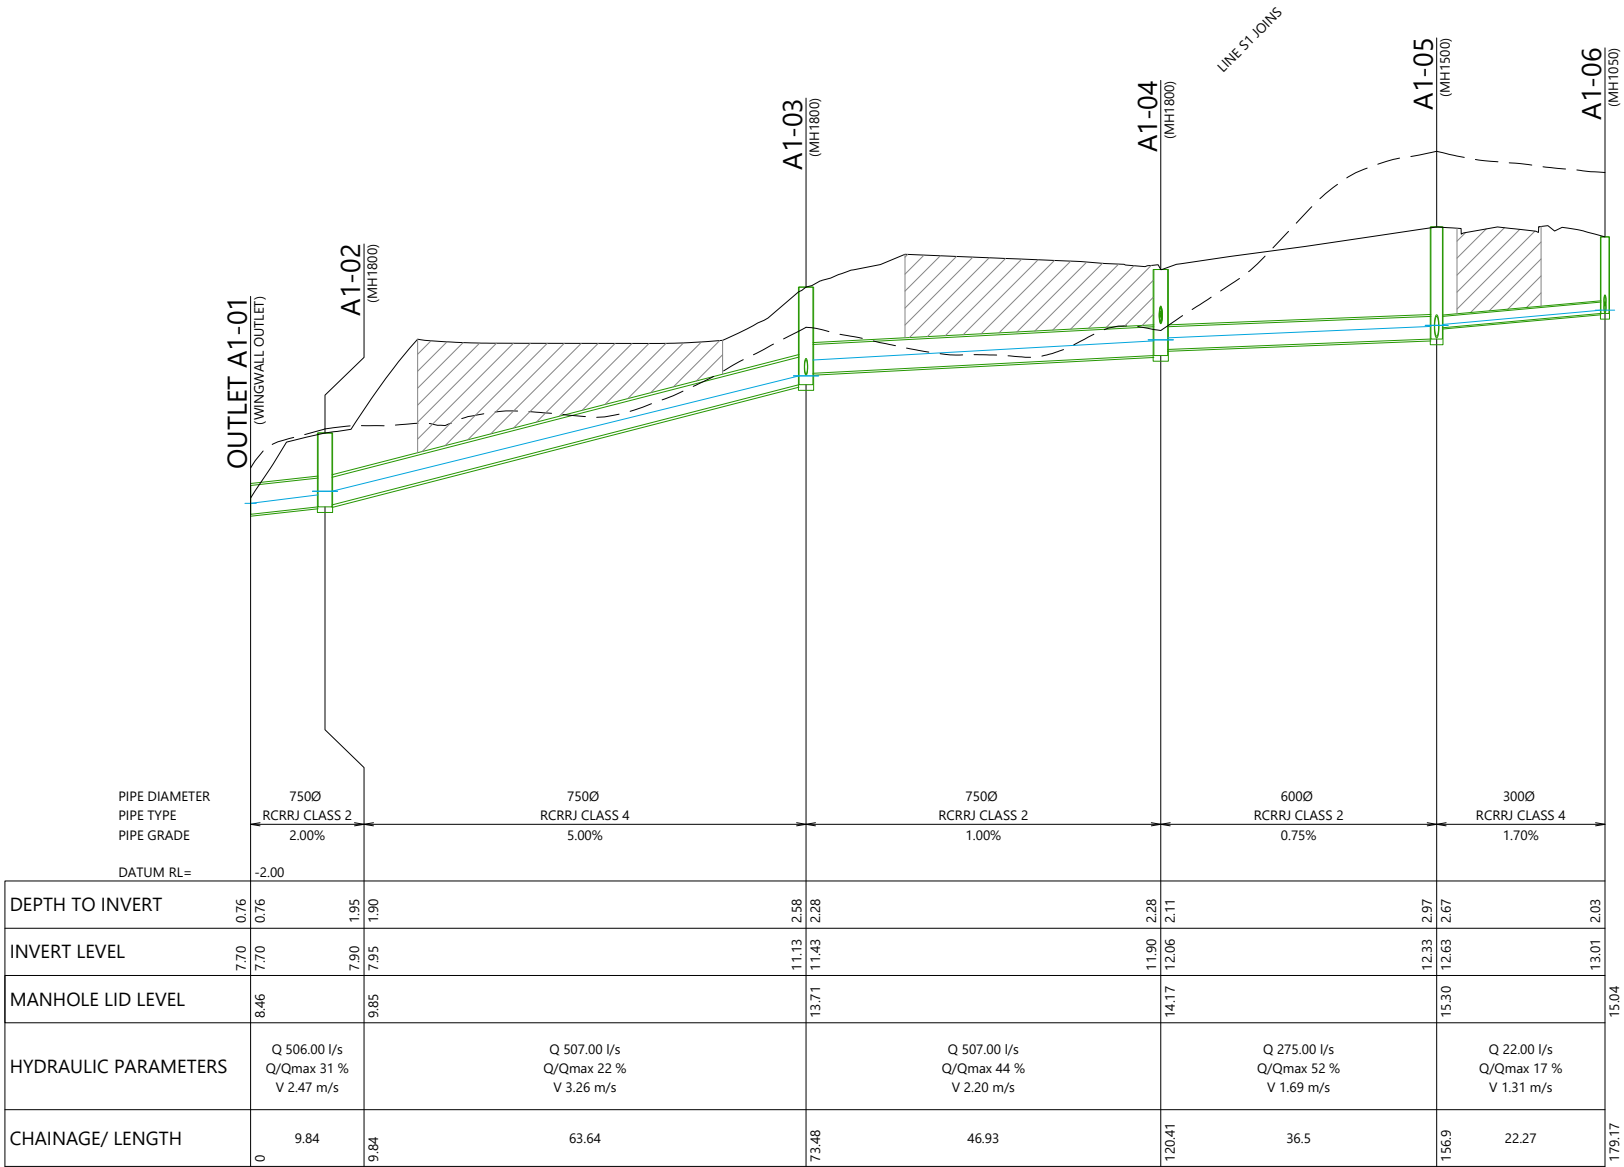 LINE S1 JOINS
OUTLET A1-01
(WINGWALL OUTLET)
A1-02
(MH1800)
A1-03
(MH1800)
A1-04
(MH1800)
A1-05
(MH1500)
A1-06
(MH1050)
PIPE DIAMETER 750Ø 750Ø 750Ø 600Ø 300Ø
PIPE TYPE RCRRJ CLASS 2 RCRRJ CLASS 4 RCRRJ CLASS 2 RCRRJ CLASS 2 RCRRJ CLASS 4
PIPE GRADE 2.00% 5.00% 1.00% 0.75% 1.70%
DATUM RL= -2.00
DEPTH TO INVERT 0.76 0.76 1.95 1.90 2.58 2.28 2.28 2.11 2.97 2.67 2.03
INVERT LEVEL 7.70 7.70 7.90 7.95 11.13 11.43 11.90 12.06 12.33 12.63 13.01
MANHOLE LID LEVEL 8.46 9.85 13.71 14.17 15.30 15.04
Q 506.00 l/s Q 507.00 l/s Q 507.00 l/s Q 275.00 l/s Q 22.00 l/s
HYDRAULIC PARAMETERS Q/Qmax 31 % Q/Qmax 22 % Q/Qmax 44 % Q/Qmax 52 % Q/Qmax 17 %
V 2.47 m/s V 3.26 m/s V 2.20 m/s V 1.69 m/s V 1.31 m/s
CHAINAGE/ LENGTH 0 9.84 9.84 63.64 73.48 46.93 120.41 36.5 156.9 22.27 179.17